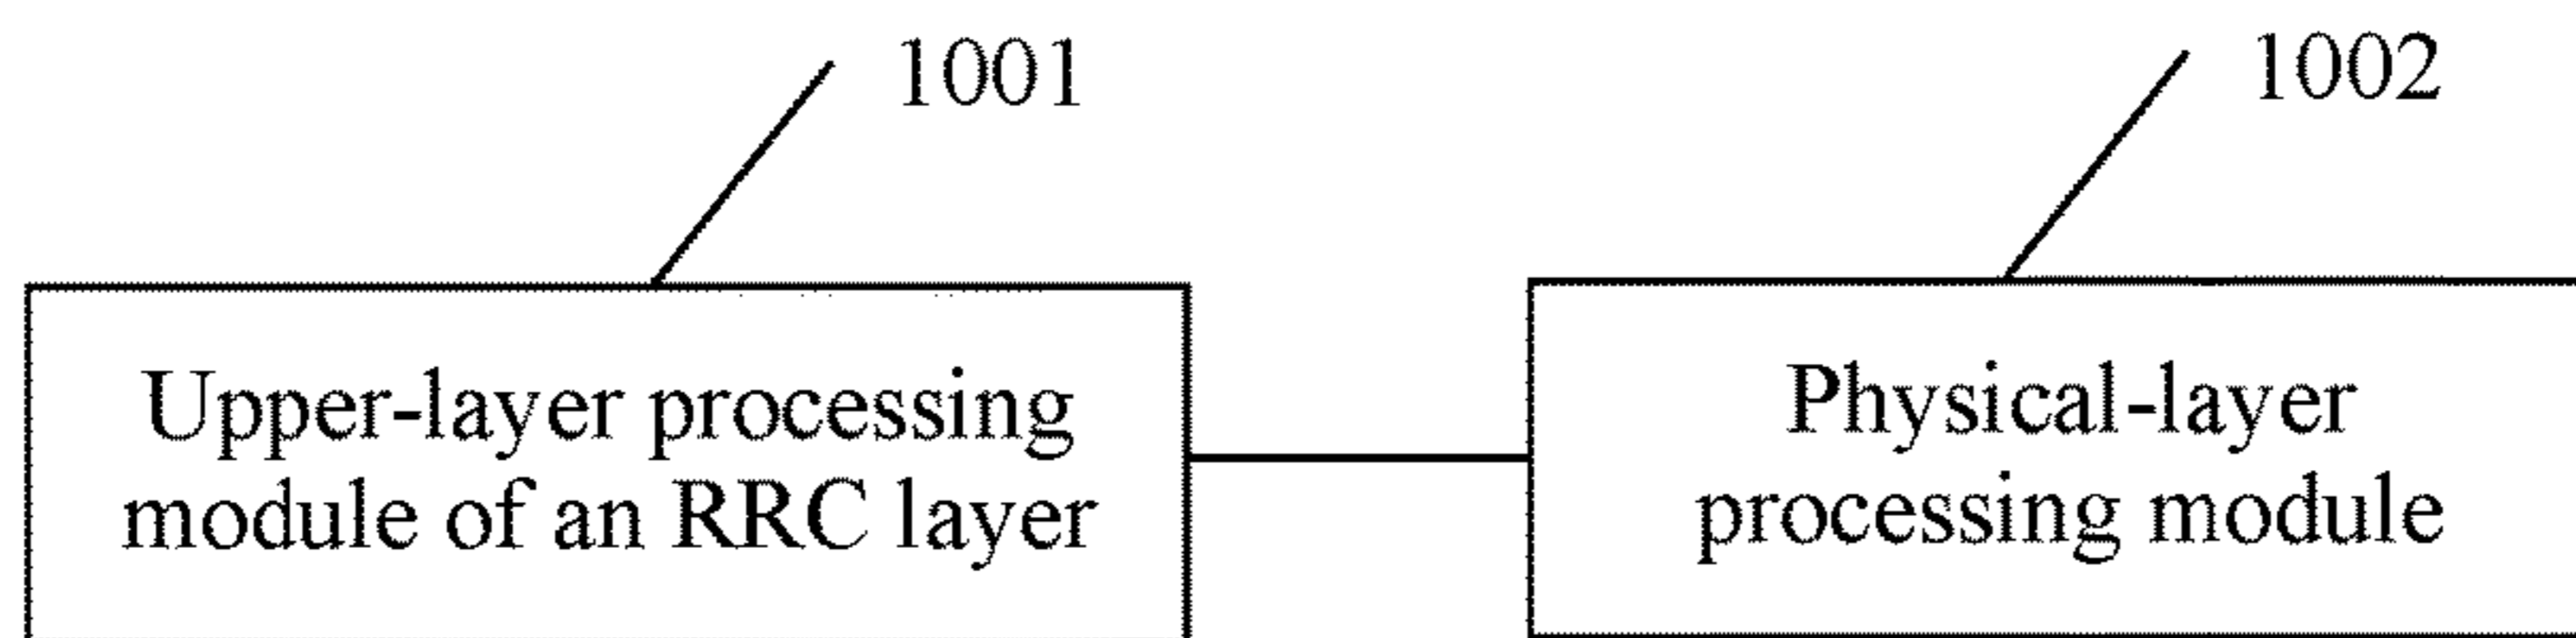 1001
1002
Upper-layer processing
module of an RRC layer
Physical-layer
processing module